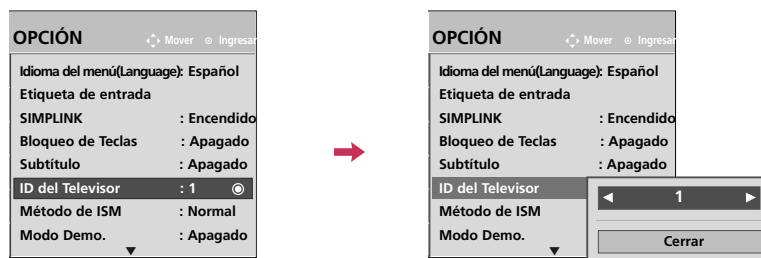 OPCIÓN Mover Ingresar
Idioma del menú(Language): Español
Etiqueta de entrada
SIMPLINK : Encendido
Bloqueo de Teclas : Apagado
Subtítulo : Apagado
ID del Televisor : 1
Método de ISM : Normal
Modo Demo. : Apagado
OPCIÓN Mover Ingresar
Idioma del menú(Language): Español
Etiqueta de entrada
SIMPLINK : Encendido
Bloqueo de Teclas : Apagado
Subtítulo : Apagado
ID del Televisor
1
Método de ISM
Modo Demo.
Cerrar